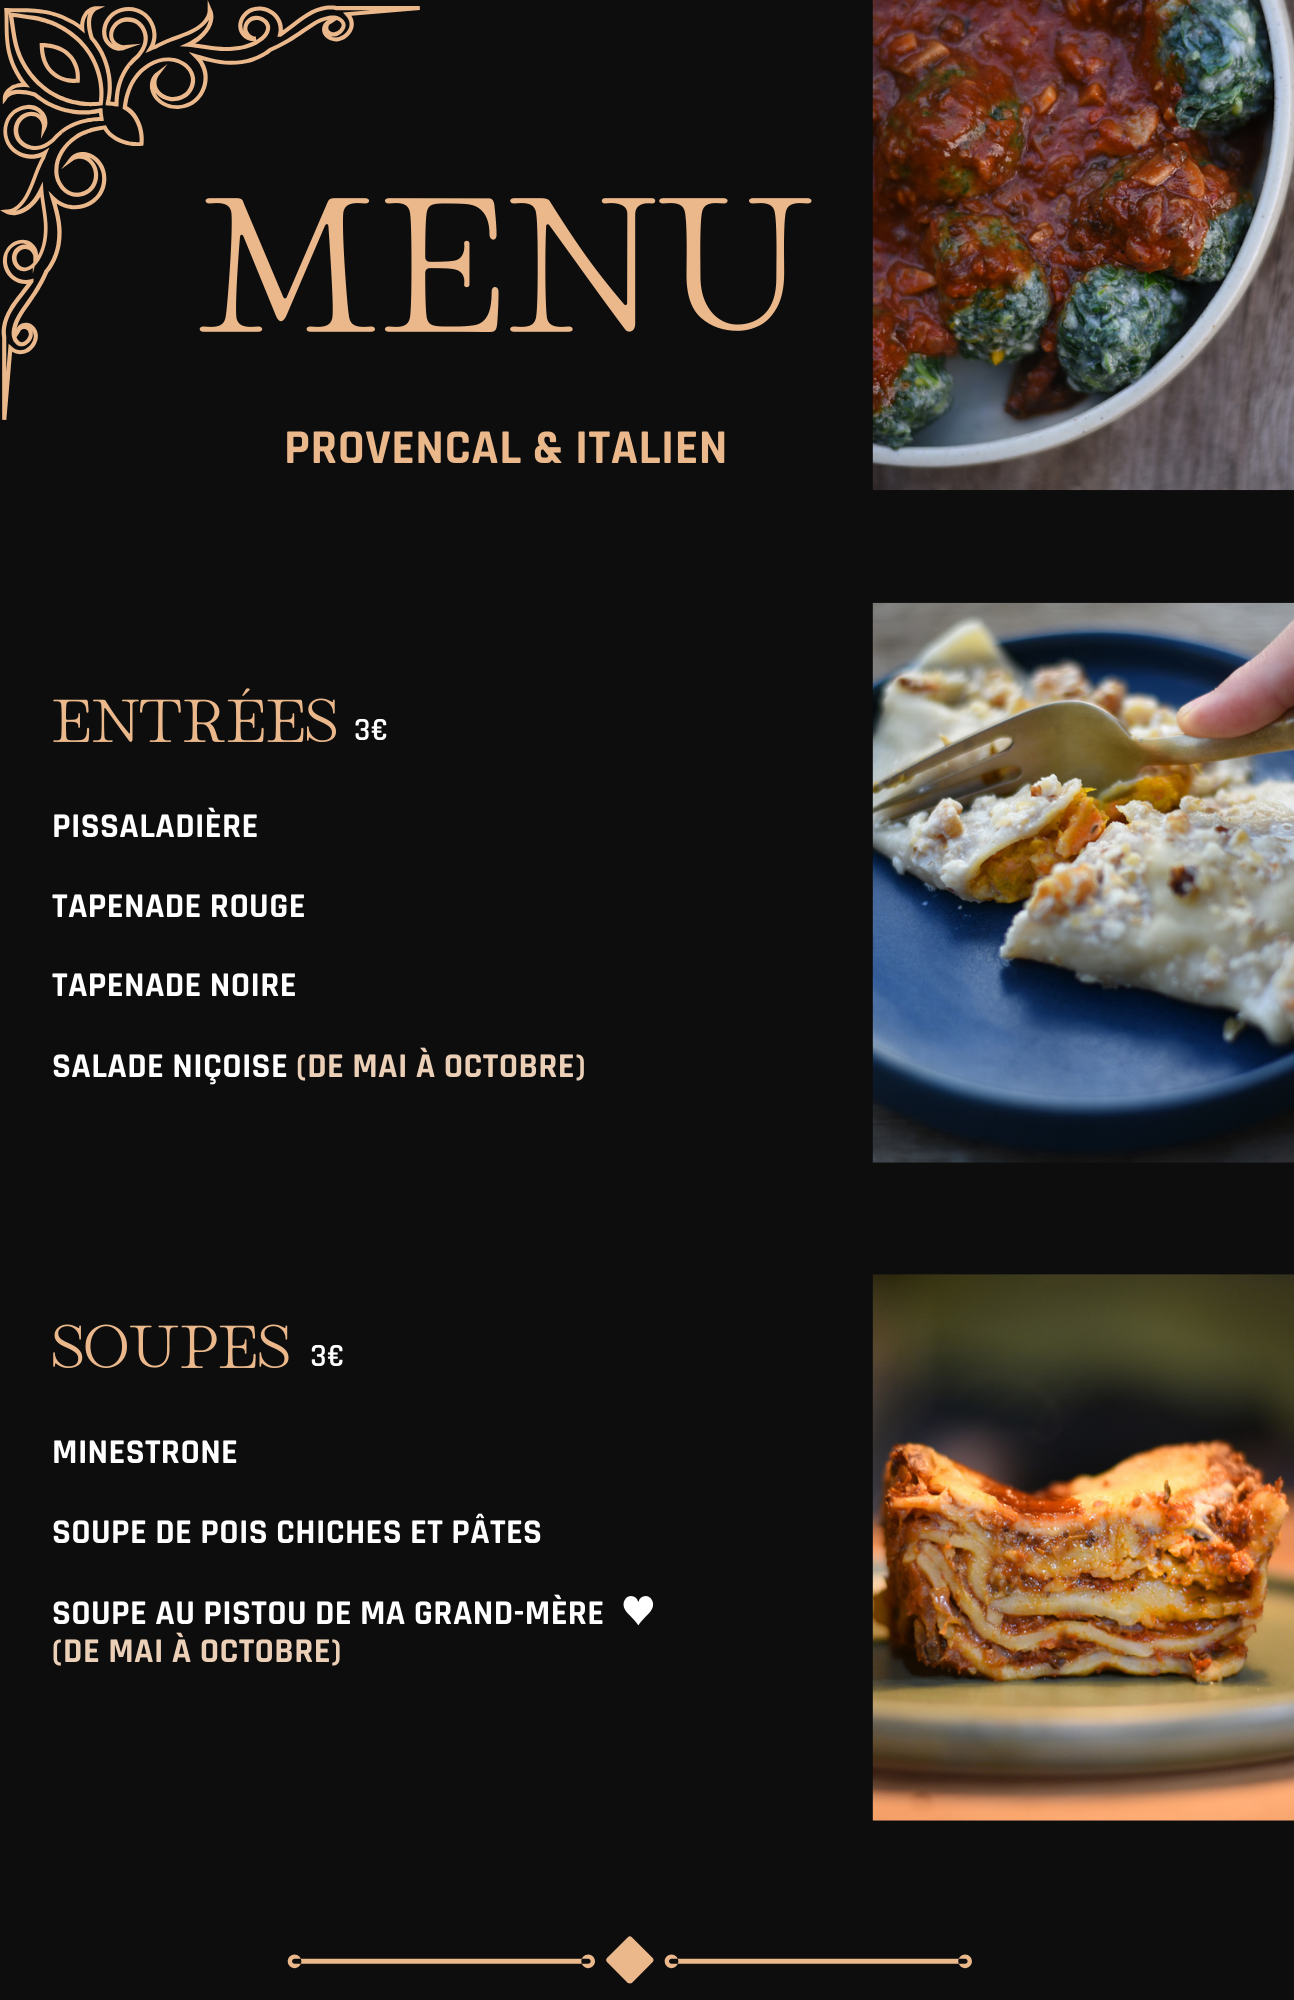 MENU
PROVENCAL & ITALIEN
ENTRÉES 3€
PISSALADIÈRE
TAPENADE ROUGE
TAPENADE NOIRE
SALADE NIÇOISE (DE MAI À OCTOBRE)
SOUPES 3€
MINESTRONE
SOUPE DE POIS CHICHES ET PÂTES
SOUPE AU PISTOU DE MA GRAND-MÈRE ♥
(DE MAI À OCTOBRE)